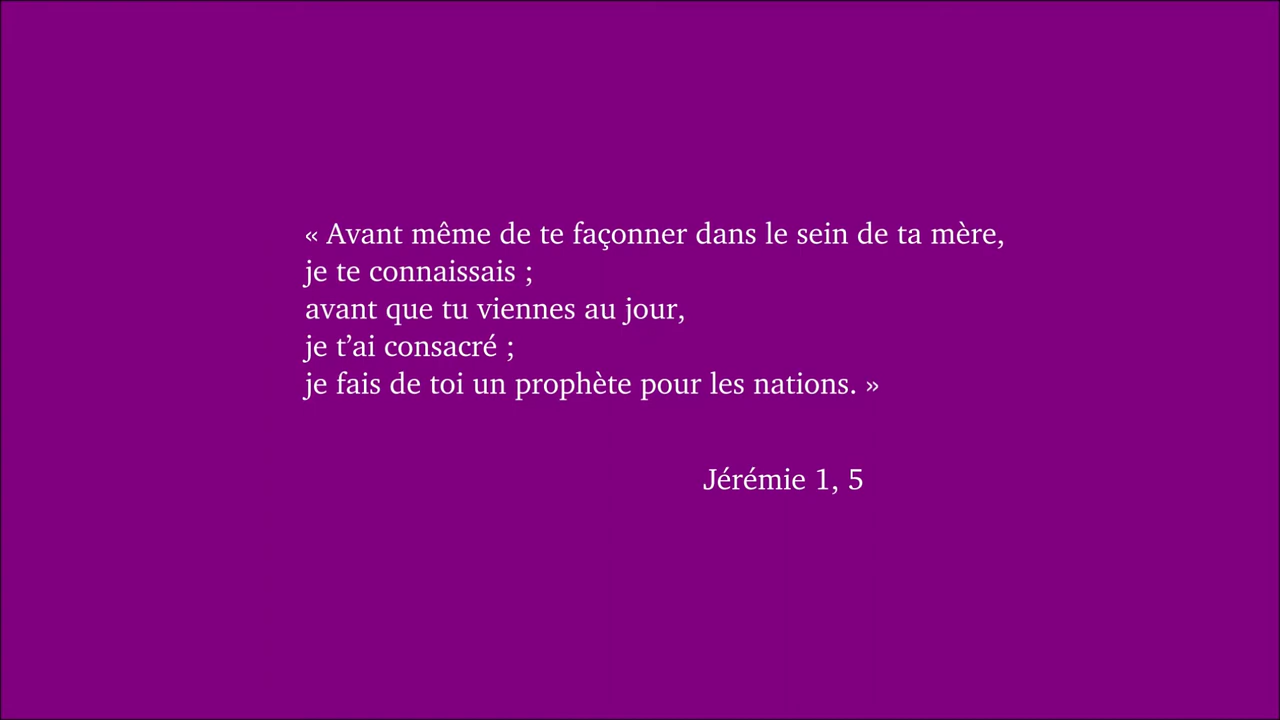 « Avant même de te façonner dans le sein de ta mère,
je te connaissais ;
avant que tu viennes au jour,
je t’ai consacré ;
je fais de toi un prophète pour les nations. »
Jérémie 1, 5